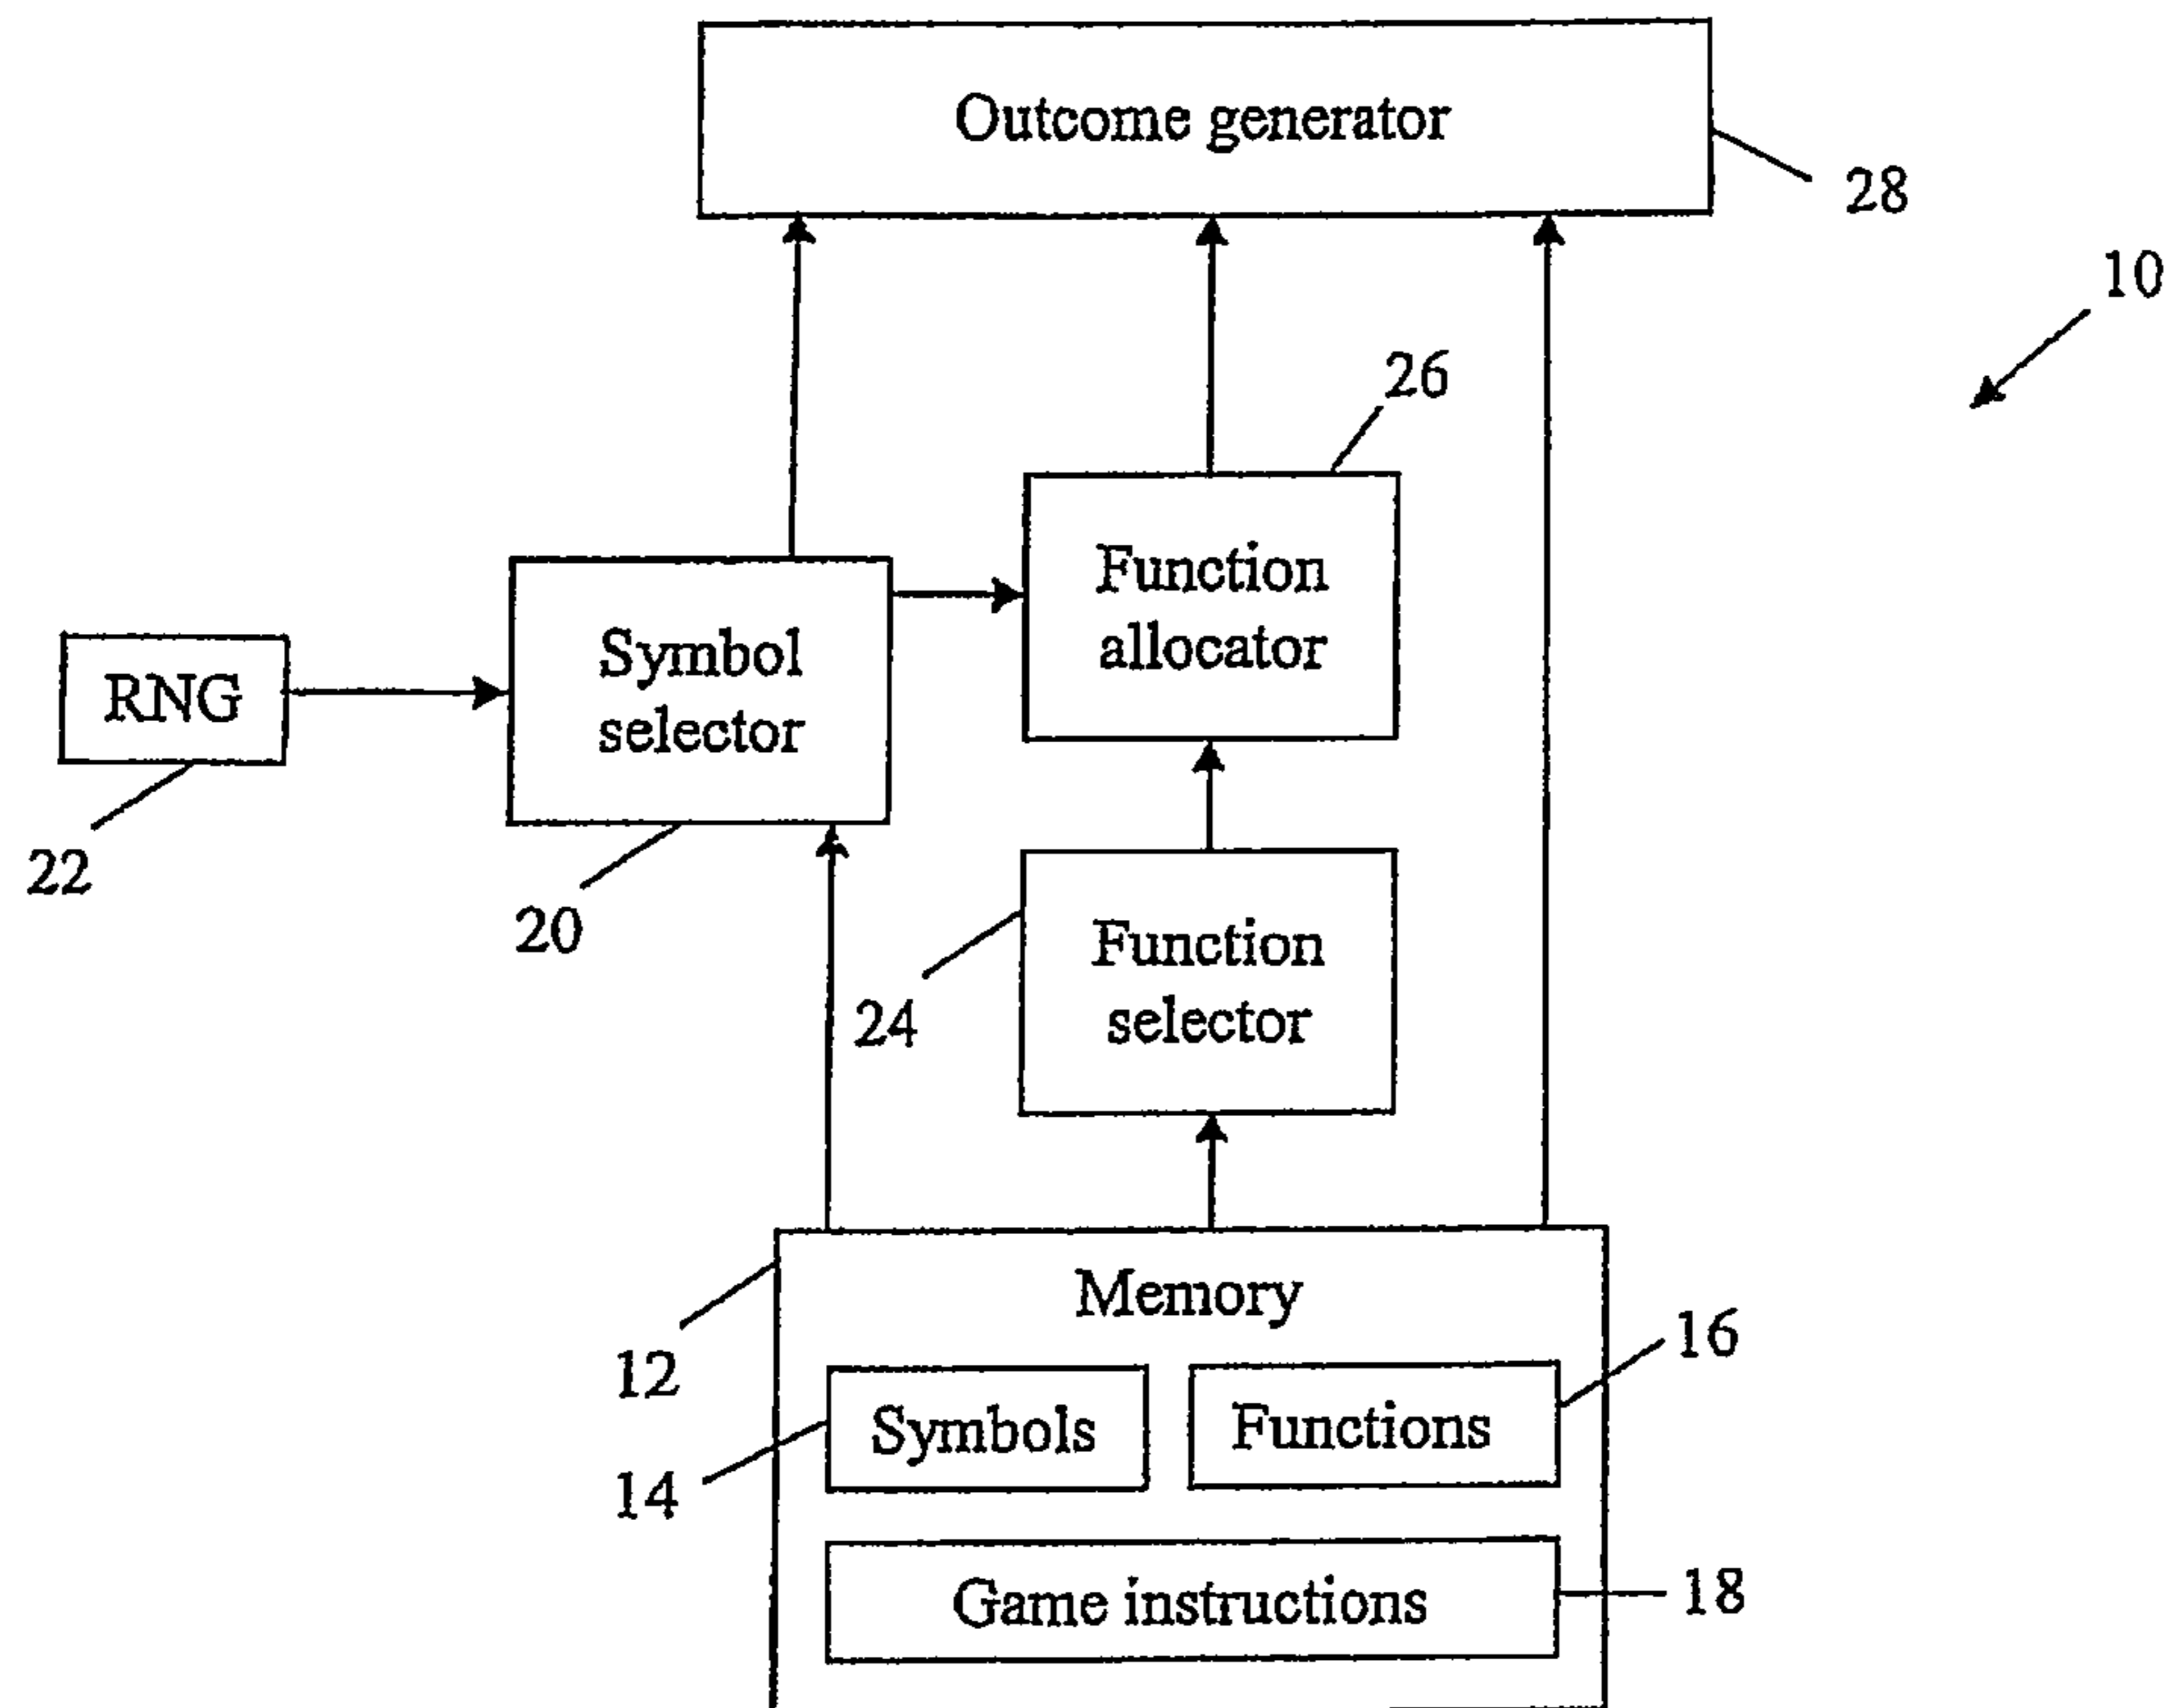 Outcome generator
28
10
26
Function
allocator
Symbol
selector
RNG
22
20
Function
selector
24
Memory
12
16
Symbols
Functions
14
Game instructions
18